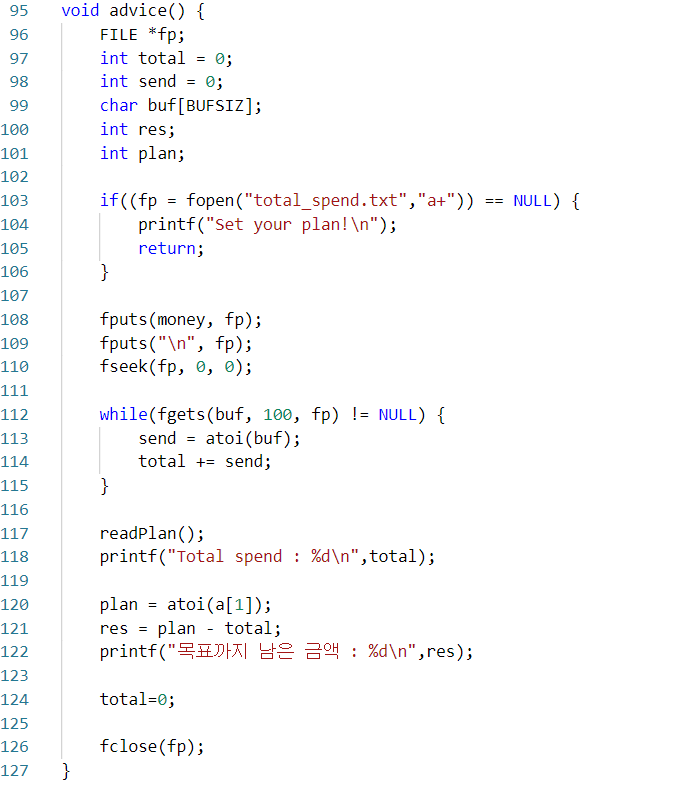 95 void advice() {
96 FILE *fp;
97 int total = 0;
98 int send = 0;
99 char buf[BUFSIZ];
100 int res;
101 int plan;
102
103 if((fp = fopen("total_spend.txt","a+")) == NULL) {
104 printf("Set your plan!\n");
105 return;
106 }
107
108 fputs(money, fp);
109 fputs("\n", fp);
110 fseek(fp, 0, 0);
111
112 while(fgets(buf, 100, fp) != NULL) {
113 send = atoi(buf);
114 total += send;
115 }
116
117 readPlan();
118 printf("Total spend : %d\n",total);
119
120 plan = atoi(a[1]);
121 res = plan - total;
122 printf("목표까지 남은 금액 : %d\n",res);
123
124 total=0;
125
126 fclose(fp);
127 }